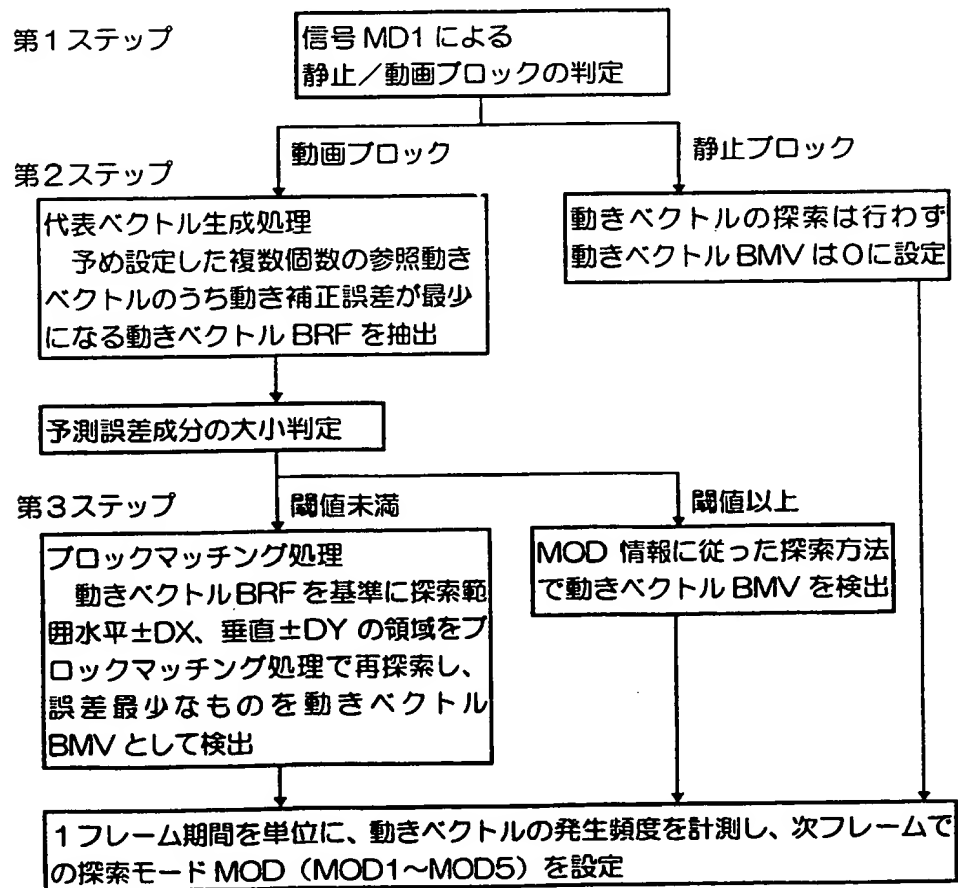 第1ステップ
信号MD1による
静止／動画ブロックの判定
動画ブロック
静止ブロック
第2ステップ
代表ベクトル生成処理
予め設定した複数個数の参照動き
ベクトルのうち動き補正誤差が最少
になる動きベクトルBRFを抽出
動きベクトルの探索は行わず
動きベクトルBMVは0に設定
予測誤差成分の大小判定
第3ステップ
閾値未満
閾値以上
ブロックマッチング処理
動きベクトルBRFを基準に探索範
囲水平±DX、垂直±DYの領域をブ
ロックマッチング処理で再探索し、
誤差最少なものを動きベクトル
BMVとして検出
MOD情報に従った探索方法
で動きベクトルBMVを検出
1フレーム期間を単位に、動きベクトルの発生頻度を計測し、次フレームで
の探索モードMOD（MOD1～MOD5）を設定